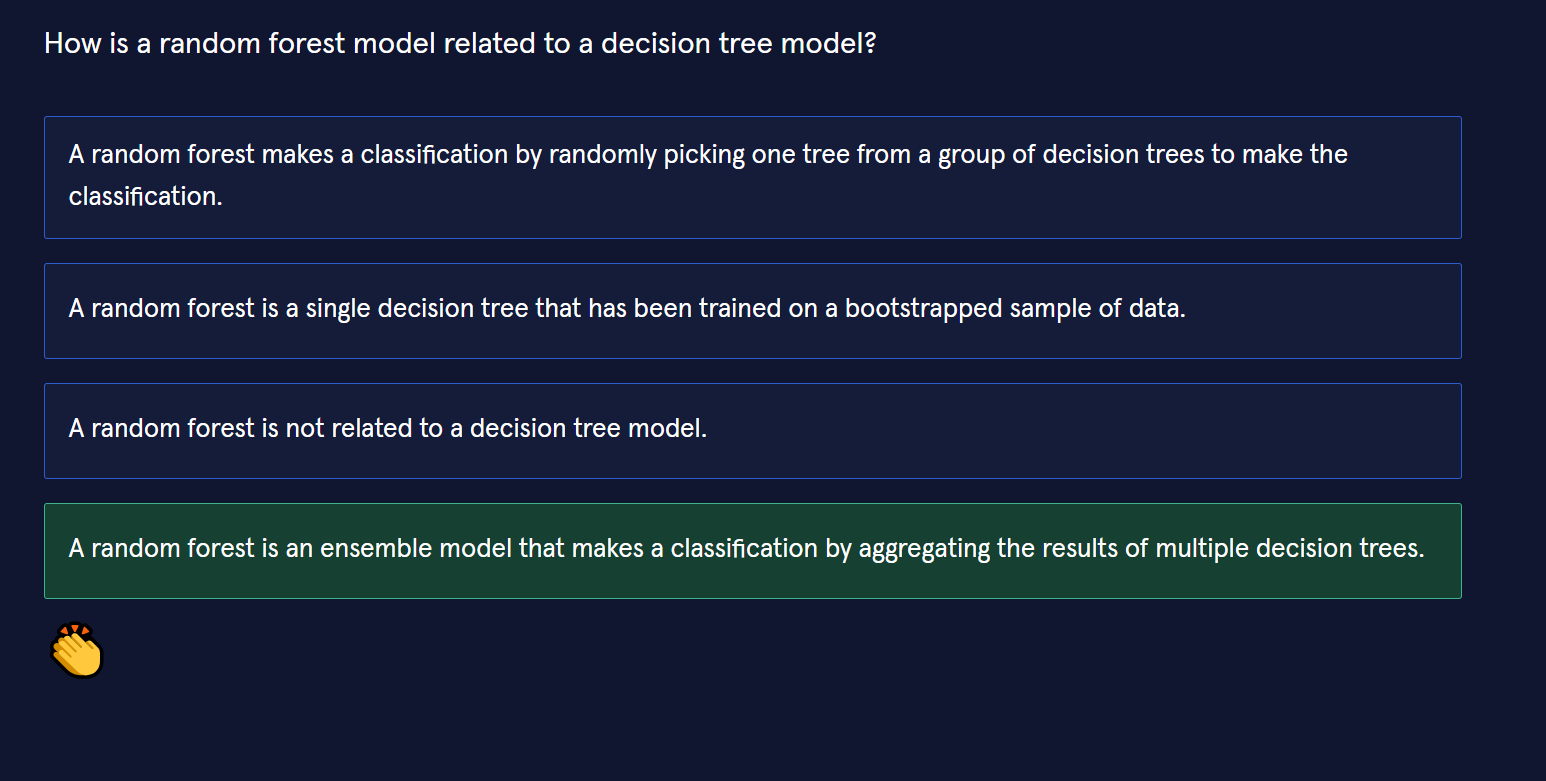 How is a random forest model related to a decision tree model?
A random forest makes a classification by randomly picking one tree from a group of decision trees to make the
classification.
A random forest is a single decision tree that has been trained on a bootstrapped sample of data.
A random forest is not related to a decision tree model.
A random forest is an ensemble model that makes a classification by aggregating the results of multiple decision trees.